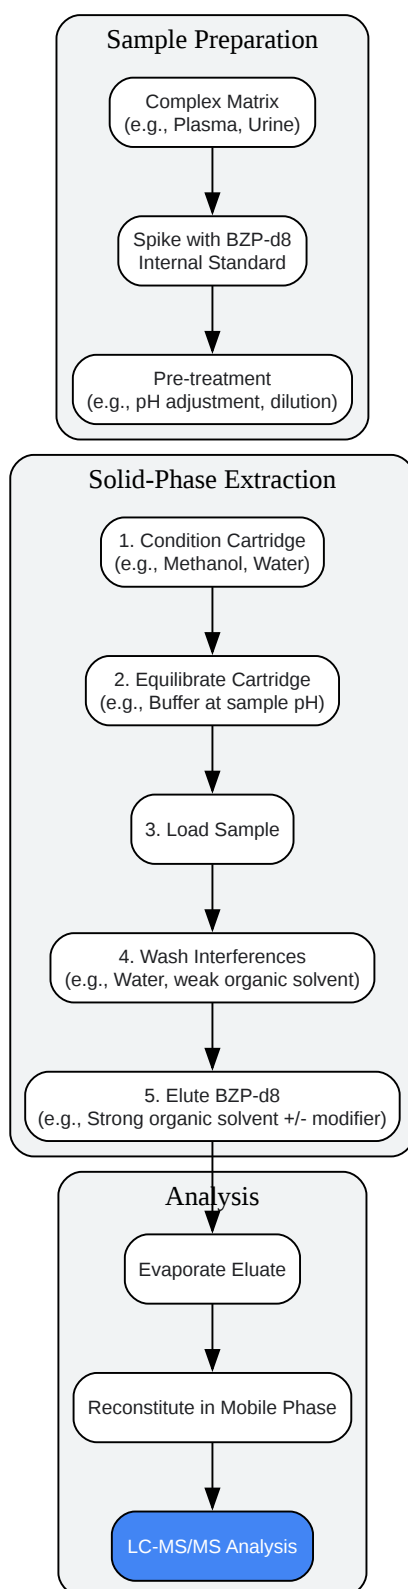 Sample Preparation
Complex Matrix
(e.g., Plasma, Urine)
Spike with BZP-d8
Internal Standard
Pre-treatment
(e.g., pH adjustment, dilution)
Solid-Phase Extraction
1. Condition Cartridge
(e.g., Methanol, Water)
2. Equilibrate Cartridge
(e.g., Buffer at sample pH)
3. Load Sample
4. Wash Interferences
(e.g., Water, weak organic solvent)
5. Elute BZP-d8
(e.g., Strong organic solvent +/- modifier)
Analysis
Evaporate Eluate
Reconstitute in Mobile Phase
LC-MS/MS Analysis